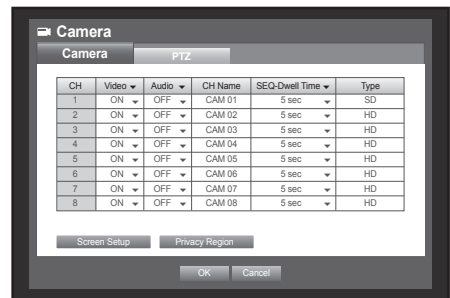 Camera
Camera PTZ
CH Video Audio CH Name SEQ-Dwell Time Type
1 ON OFF CAM 01 5 sec SD
2 ON OFF CAM 02 5 sec HD
3 ON OFF CAM 03 5 sec HD
4 ON OFF CAM 04 5 sec HD
5 ON OFF CAM 05 5 sec HD
6 ON OFF CAM 06 5 sec HD
7 ON OFF CAM 07 5 sec HD
8 ON OFF CAM 08 5 sec HD
Screen Setup Privacy Region
OK Cancel